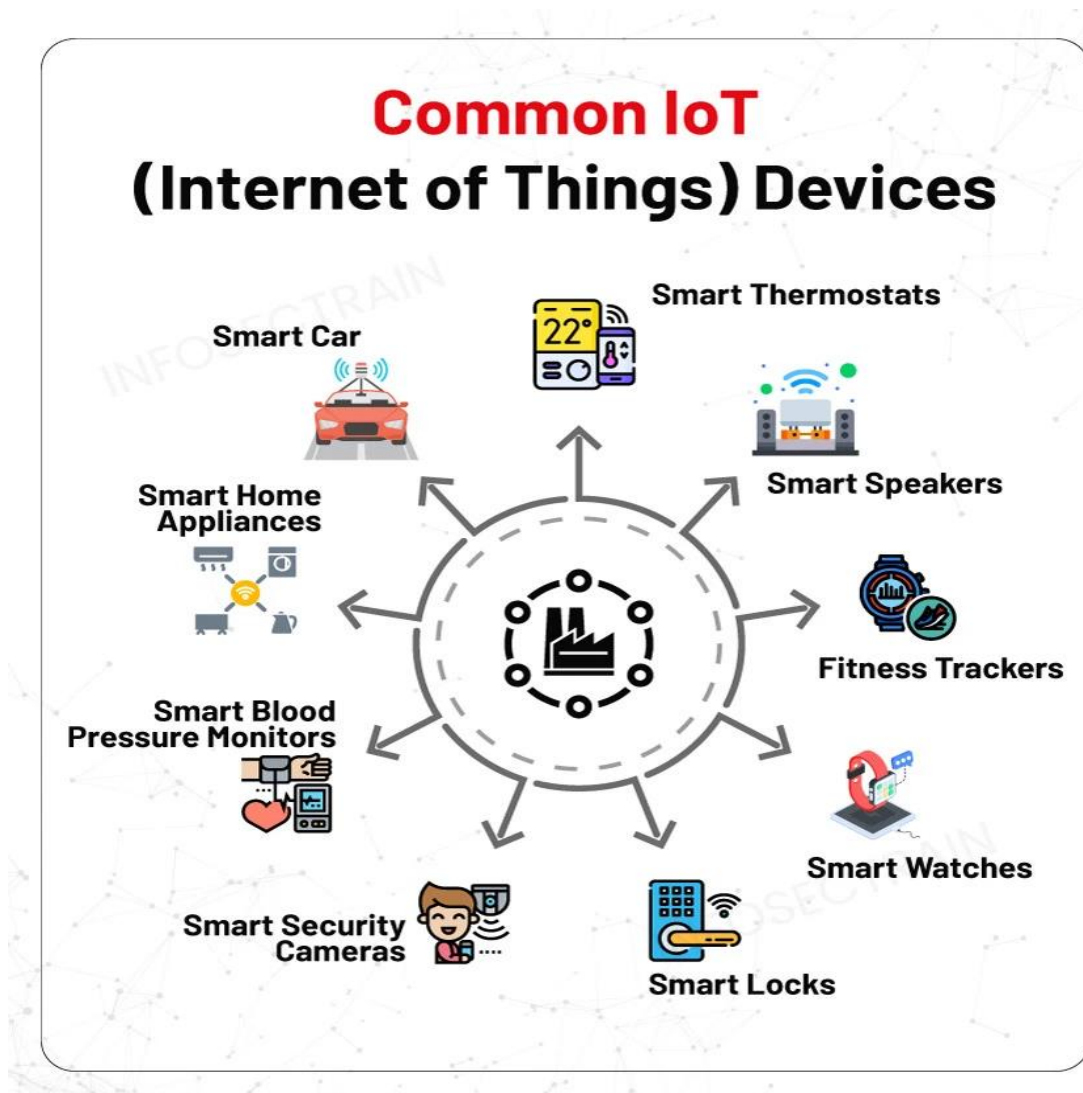 Common IoT
(Internet of Things) Devices
INFOSECTRAIN
Smart Thermostats
22°
Smart Car
Smart Speakers
Smart Home
Appliances
Fitness Trackers
Smart Blood
Pressure Monitors
Smart Watches
OSECTRAIN
Smart Security
Cameras
Smart Locks